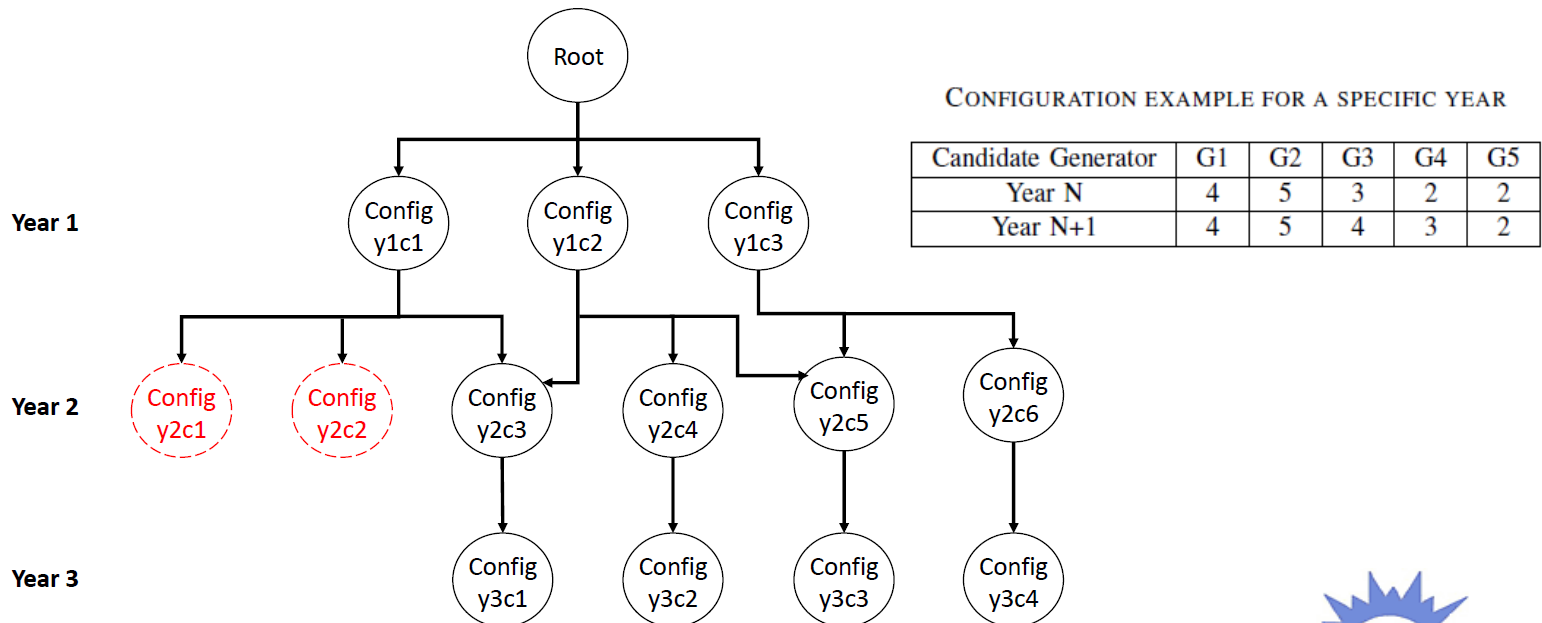 Root
CONFIGURATION EXAMPLE FOR A SPECIFIC YEAR
Candidate Generator G1 G2 G3 G4 G5
Year N 4 5 3 2 2
Year N+1 4 5 4 3 2
Year 1
Config
y1c1
Config
y1c2
Config
y1c3
Year 2
Config
y2c1
Config
y2c2
Config
y2c3
Config
y2c4
Config
y2c5
Config
y2c6
Year 3
Config
y3c1
Config
y3c2
Config
y3c3
Config
y3c4